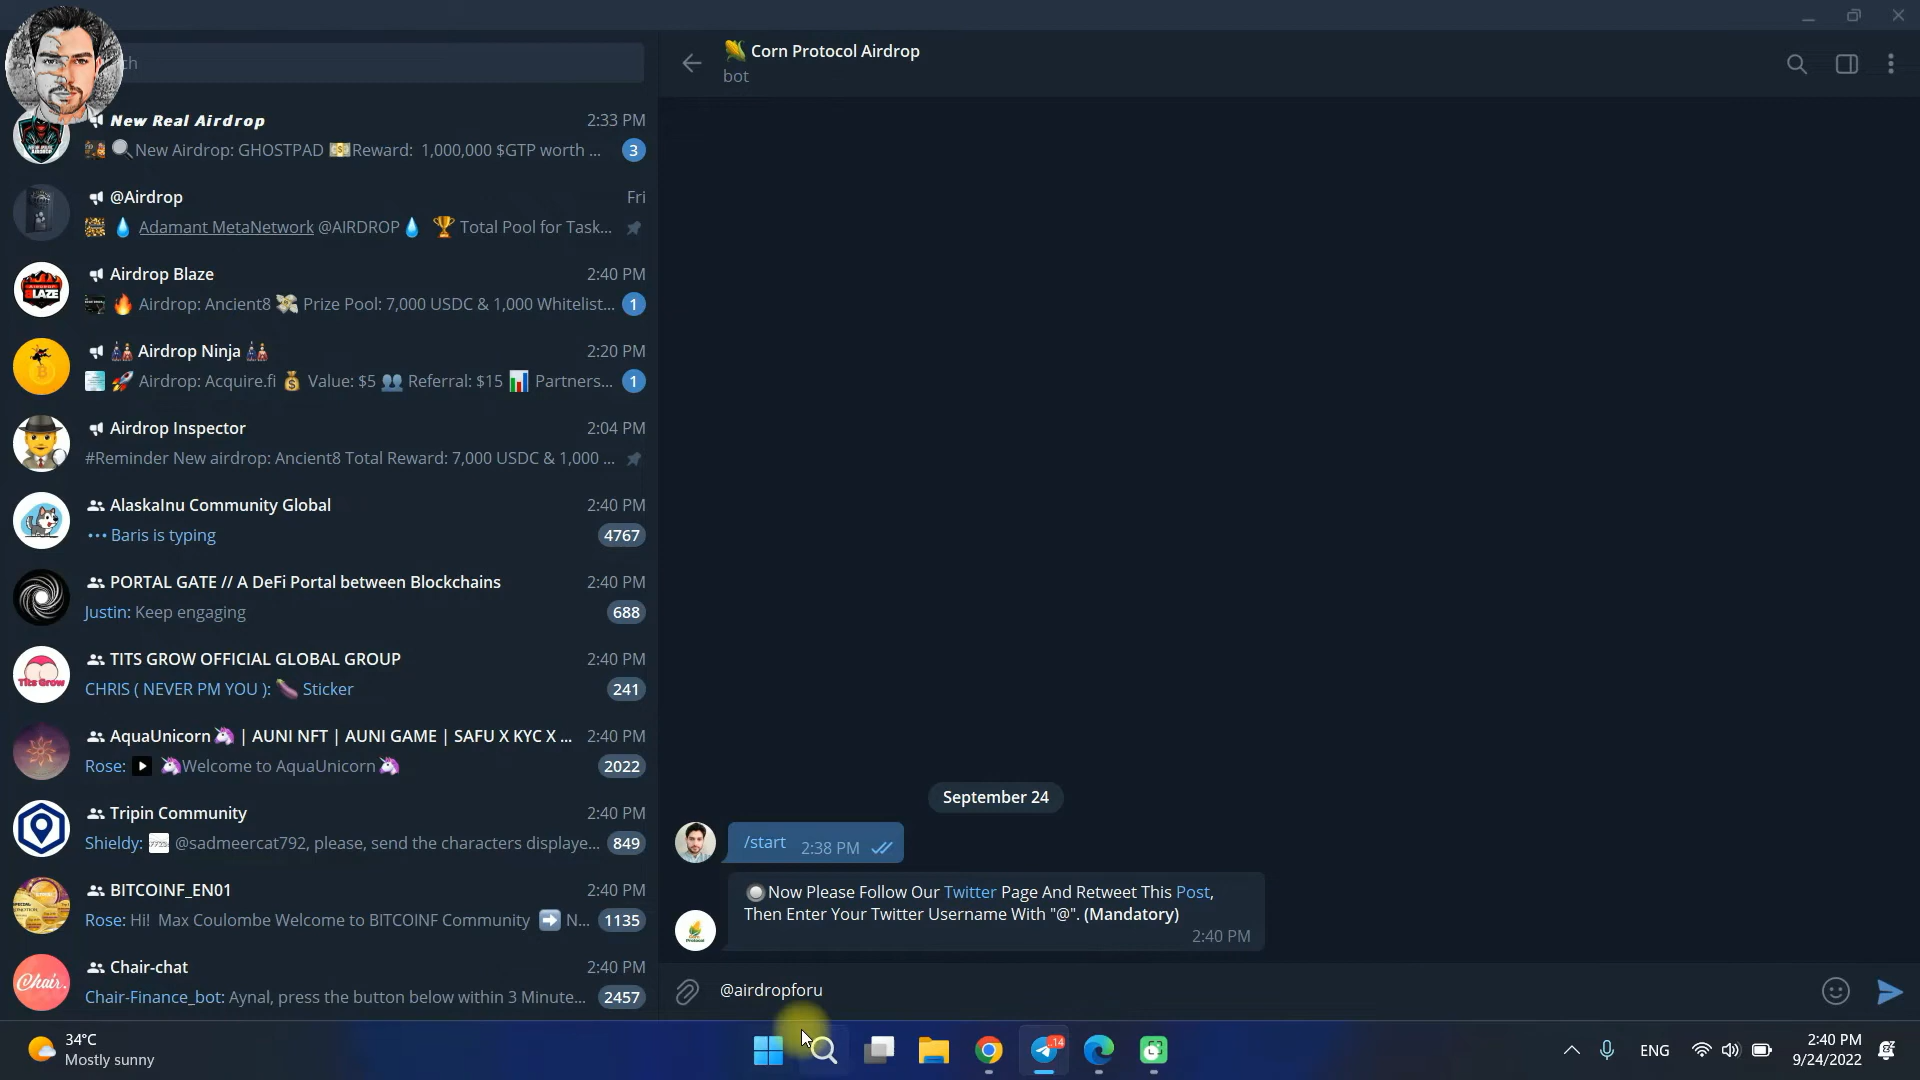 ch
Corn Protocol Airdrop
bot
New Real Airdrop 2:33 PM
New Airdrop: GHOSTPAD Reward: 1,000,000 $GTP worth ... 3
@Airdrop Fri
Adamant MetaNetwork @AIRDROP Total Pool for Task...
Airdrop Blaze 2:40 PM
Airdrop: Ancient8 Prize Pool: 7,000 USDC & 1,000 Whitelist... 1
Airdrop Ninja 2:20 PM
Airdrop: Acquire.fi Value: $5 Referral: $15 Partners... 1
Airdrop Inspector 2:04 PM
#Reminder New airdrop: Ancient8 Total Reward: 7,000 USDC & 1,000 ...
AlaskaInu Community Global 2:40 PM
Baris is typing 4767
PORTAL GATE // A DeFi Portal between Blockchains 2:40 PM
Justin: Keep engaging 688
TITS GROW OFFICIAL GLOBAL GROUP 2:40 PM
CHRIS ( NEVER PM YOU ): Sticker 241
AquaUnicorn | AUNI NFT | AUNI GAME | SAFU X KYC X ... 2:40 PM
Rose: Welcome to AquaUnicorn 2022
Tripin Community 2:40 PM
Shieldy: @sadmeercat792, please, send the characters displaye... 849
BITCOINF_EN01 2:40 PM
Rose: Hi! Max Coulombe Welcome to BITCOINF Community N... 1135
Chair-chat 2:40 PM
Chair-Finance_bot: Aynal, press the button below within 3 Minute... 2457
September 24
/start 2:38 PM
Now Please Follow Our Twitter Page And Retweet This Post,
Then Enter Your Twitter Username With "@". (Mandatory)
2:40 PM
@airdropforu
34°C
Mostly sunny
14
ENG
2:40 PM
9/24/2022